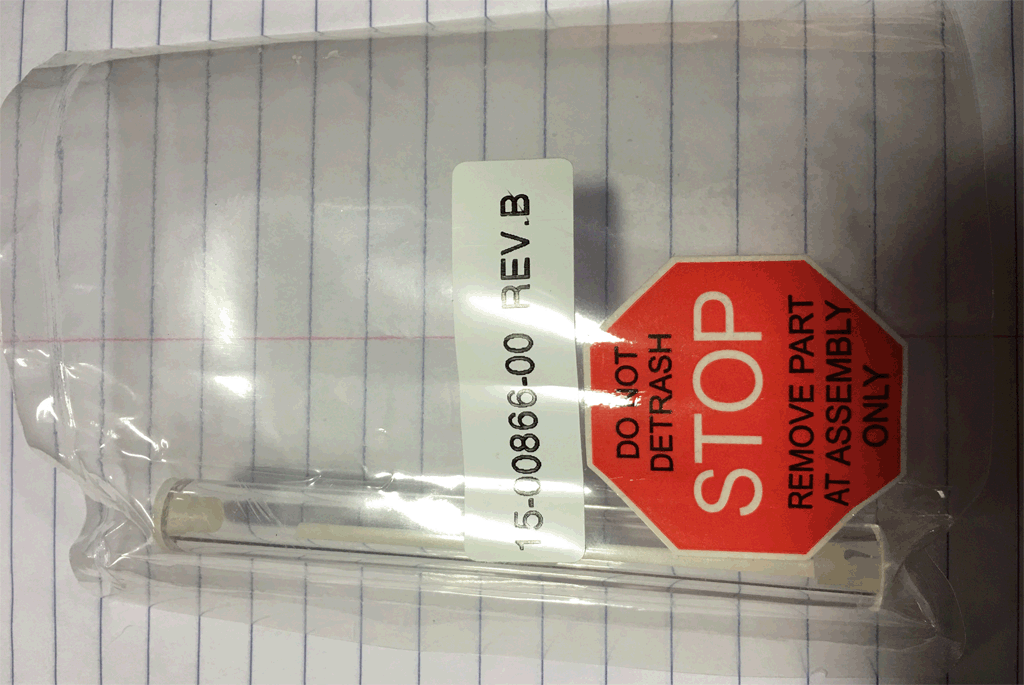 15-00866-00 REV.B
DO NOT
DETRASH
STOP
REMOVE PART
AT ASSEMBLY
ONLY